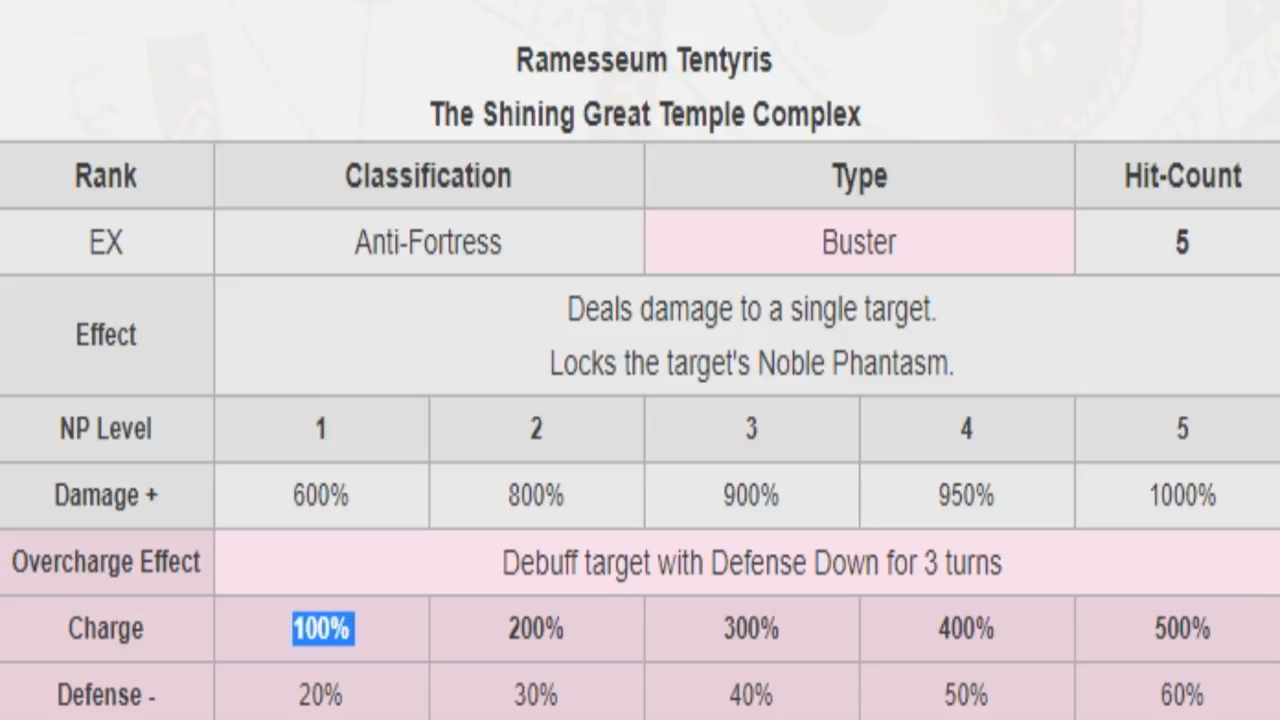 Ramesseum Tentyris
The Shining Great Temple Complex
Rank Classification Type Hit-Count
EX Anti-Fortress Buster 5
Effect
Deals damage to a single target.
Locks the target's Noble Phantasm.
NP Level 1 2 3 4 5
Damage + 600% 800% 900% 950% 1000%
Overcharge Effect Debuff target with Defense Down for 3 turns
Charge 100% 200% 300% 400% 500%
Defense - 20% 30% 40% 50% 60%